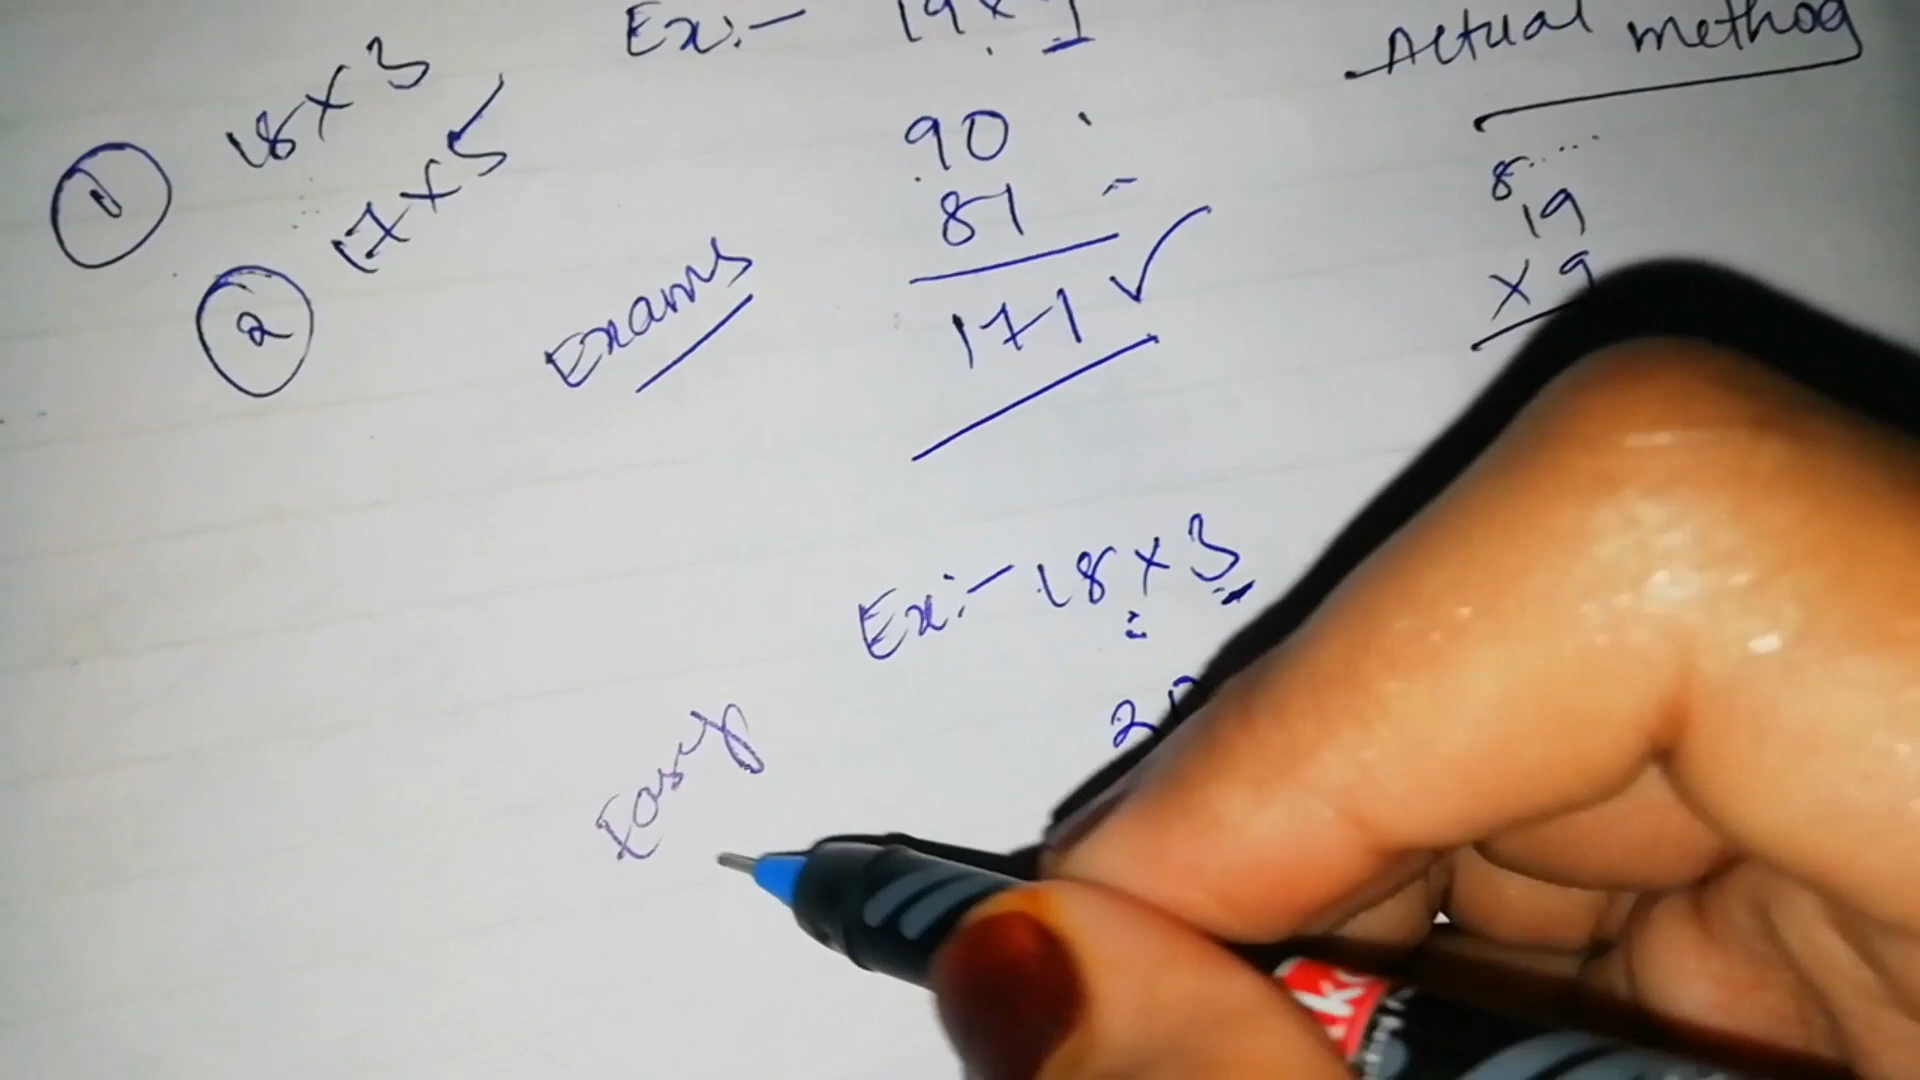 Ex:- 19 x 9
Actual method
① 18 x 3
② 17 x 5
90
81
171 ✓
Exams
8
19
x 9
Ex:- 18 x 3
Easy